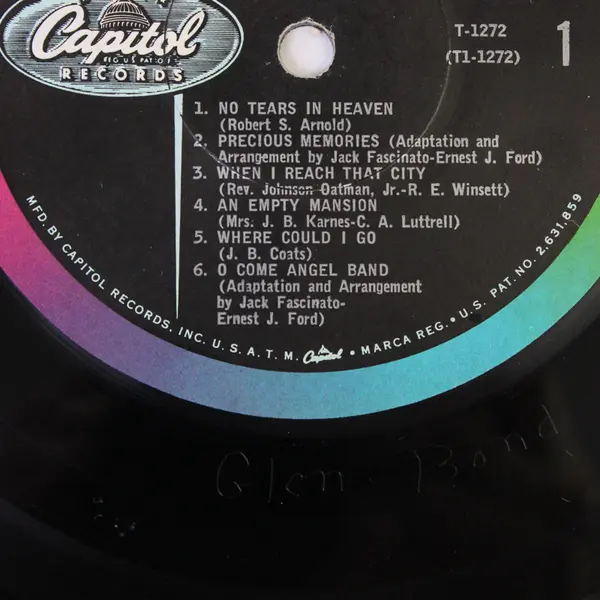 Capitol
REG. U.S. PAT. OF
RECORDS
T-1272
(T1-1272)
1
1. NO TEARS IN HEAVEN
(Robert S. Arnold)
2. PRECIOUS MEMORIES (Adaptation and
Arrangement by Jack Fascinato-Ernest J. Ford)
3. WHEN I REACH THAT CITY
(Rev. Johnson Oatman, Jr.-R. E. Winsett)
4. AN EMPTY MANSION
(Mrs. J. B. Karnes-C. A. Luttrell)
5. WHERE COULD I GO
(J. B. Coats)
6. O COME ANGEL BAND
(Adaptation and Arrangement
by Jack Fascinato-
Ernest J. Ford)
MFD. BY CAPITOL RECORDS, INC. U. S. A. T. M. Capitol • MARCA REG. • U.S. PAT. NO. 2,631,859
Glen Bond